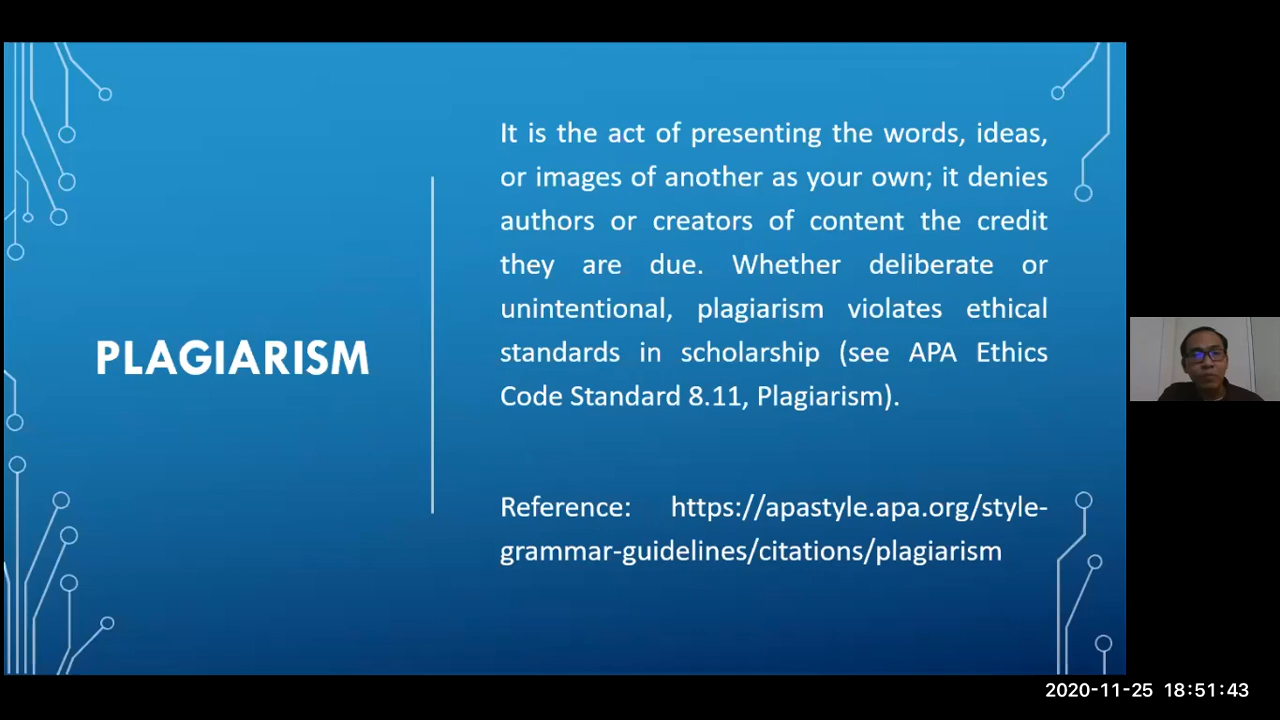 PLAGIARISM
It is the act of presenting the words, ideas,
or images of another as your own; it denies
authors or creators of content the credit
they are due. Whether deliberate or
unintentional, plagiarism violates ethical
standards in scholarship (see APA Ethics
Code Standard 8.11, Plagiarism).
Reference: https://apastyle.apa.org/style-
grammar-guidelines/citations/plagiarism
2020-11-25 18:51:43